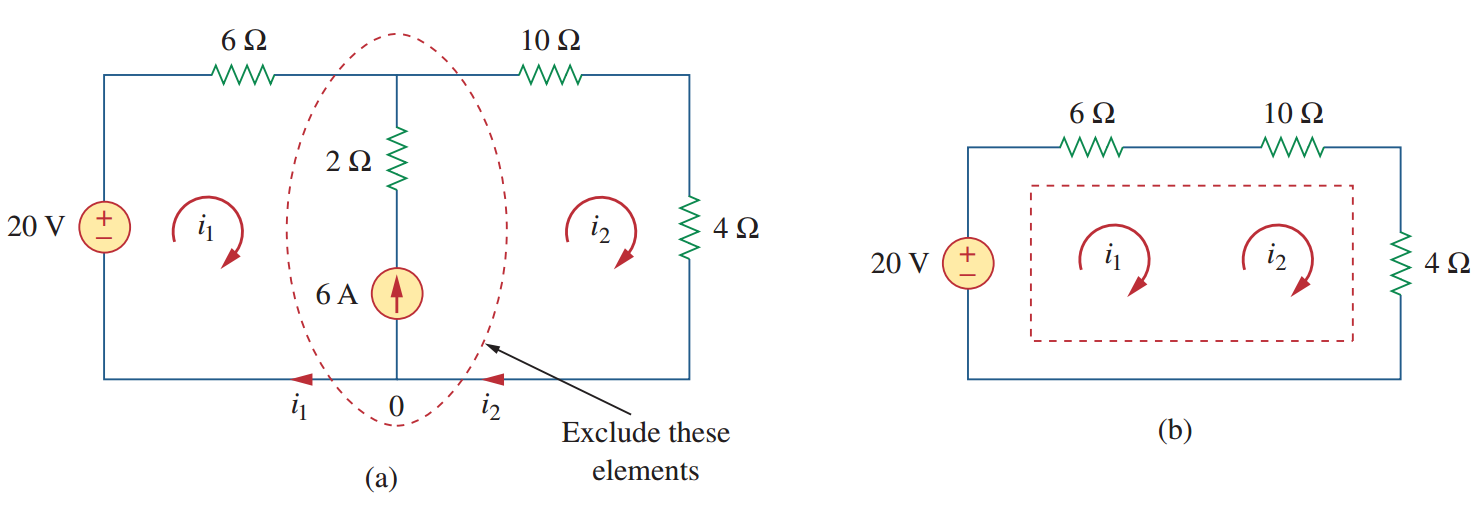 6 Ω
10 Ω
2 Ω
20 V
+
−
i1
i2
4 Ω
6 A
i1
0
i2
Exclude these
elements
(a)
6 Ω
10 Ω
20 V
+
−
i1
i2
4 Ω
(b)